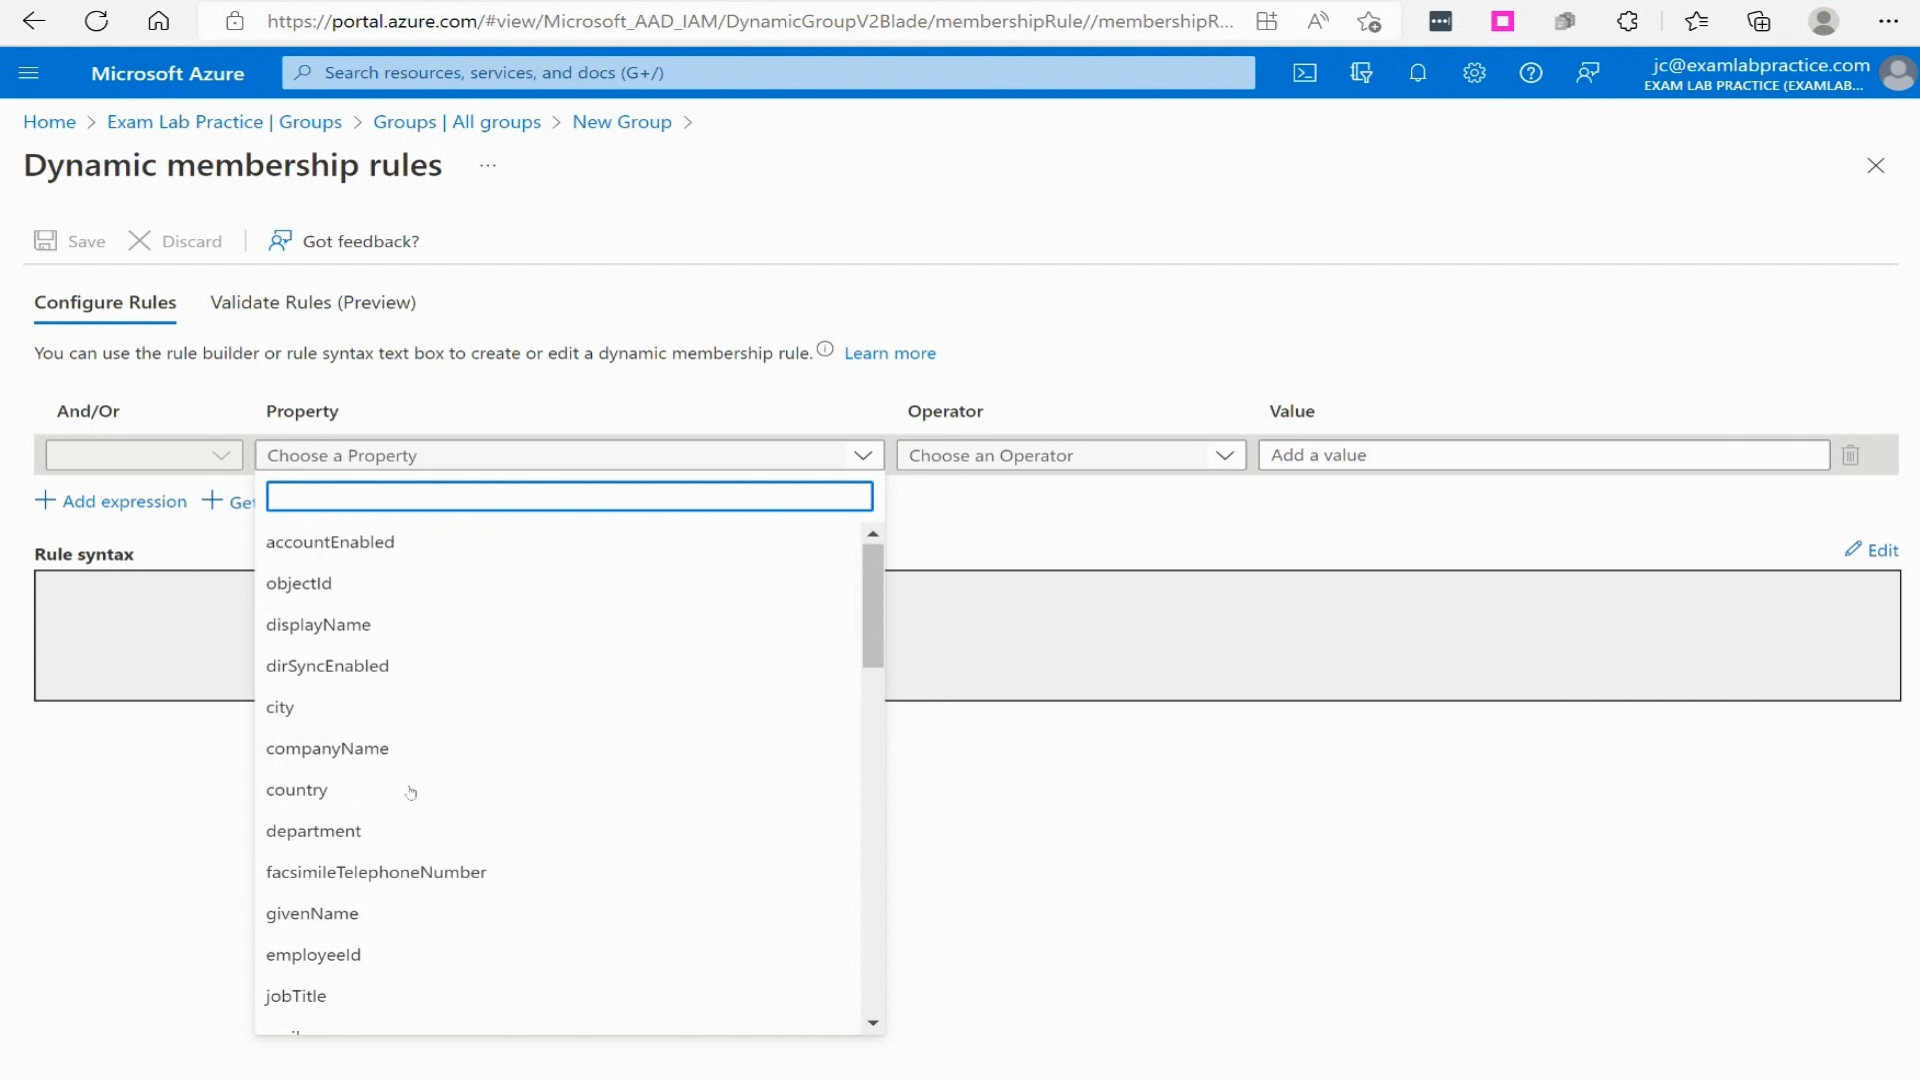 https://portal.azure.com/#view/Microsoft_AAD_IAM/DynamicGroupV2Blade/membershipRule//membershipR...
Microsoft Azure
Search resources, services, and docs (G+/)
jc@examlabpractice.com
EXAM LAB PRACTICE (EXAMLAB...
Home > Exam Lab Practice | Groups > Groups | All groups > New Group >
Dynamic membership rules ...
Save Discard Got feedback?
Configure Rules Validate Rules (Preview)
You can use the rule builder or rule syntax text box to create or edit a dynamic membership rule. Learn more
And/Or Property Operator Value
Choose a Property Choose an Operator Add a value
+ Add expression +
Rule syntax
Edit
accountEnabled
objectId
displayName
dirSyncEnabled
city
companyName
country
department
facsimileTelephoneNumber
givenName
employeeId
jobTitle